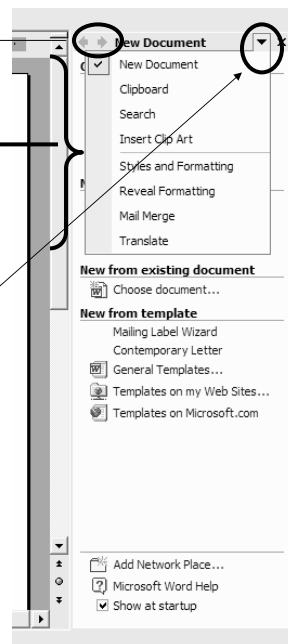 New Document
New Document
Clipboard
Search
Insert Clip Art
Styles and Formatting
Reveal Formatting
Mail Merge
Translate
New from existing document
Choose document...
New from template
Mailing Label Wizard
Contemporary Letter
General Templates...
Templates on my Web Sites...
Templates on Microsoft.com
Add Network Place...
Microsoft Word Help
Show at startup